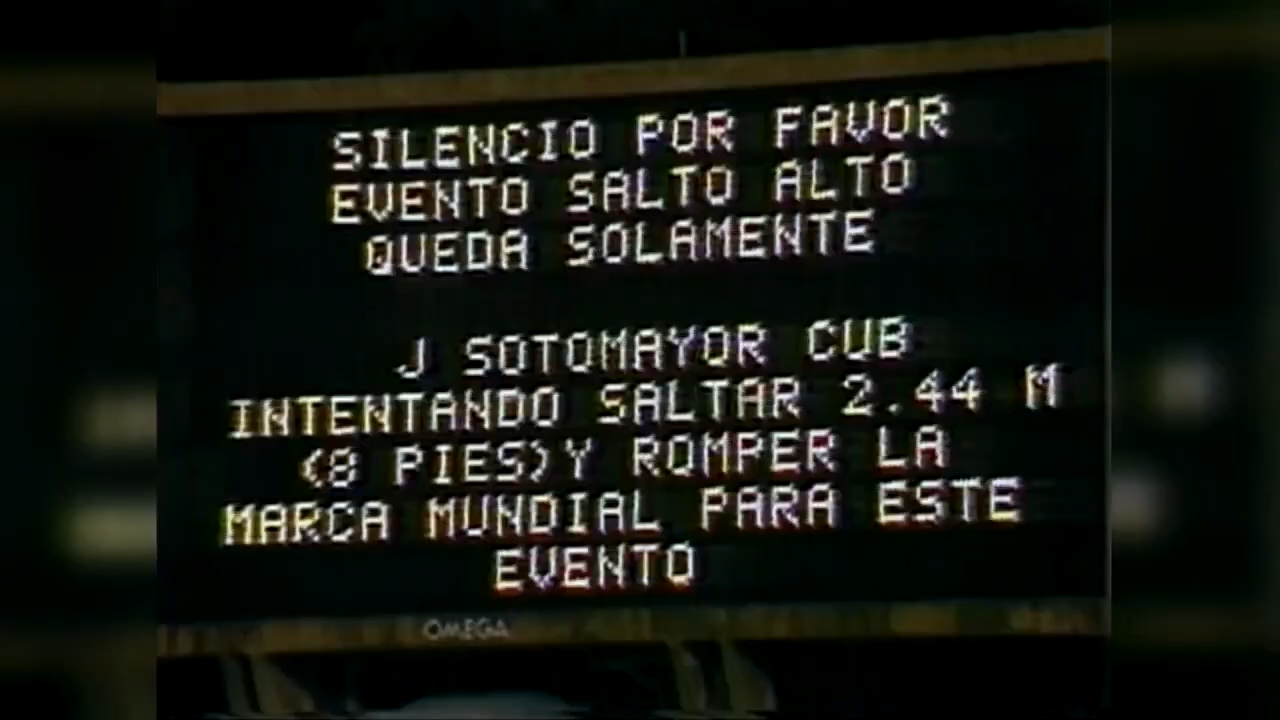 SILENCIO POR FAVOR
EVENTO SALTO ALTO
QUEDA SOLAMENTE
J SOTOMAYOR CUB
INTENTANDO SALTAR 2.44 M
(8 PIES)Y ROMPER LA
MARCA MUNDIAL PARA ESTE
EVENTO
OMEGA